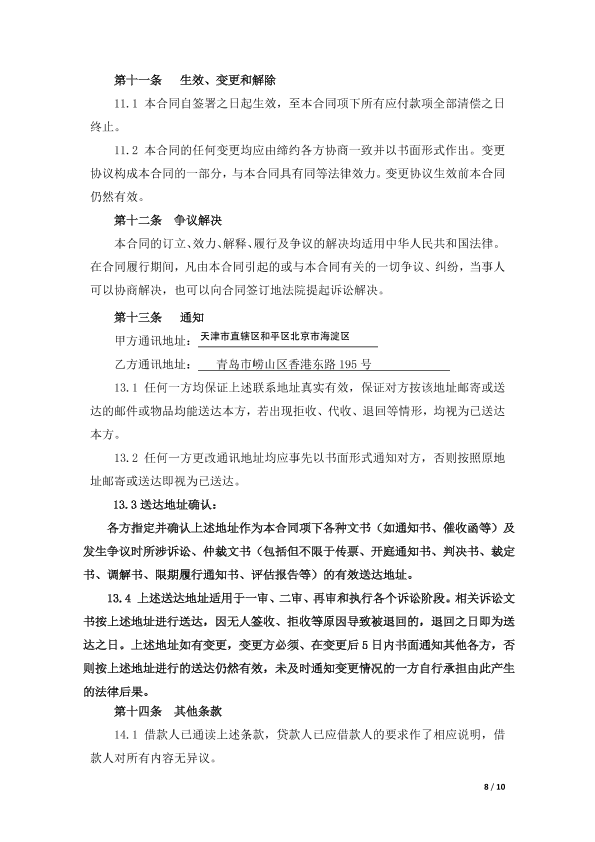 第十一条 生效、变更和解除
11.1 本合同自签署之日起生效，至本合同项下所有应付款项全部清偿之日
终止。
11.2 本合同的任何变更均应由缔约各方协商一致并以书面形式作出。变更
协议构成本合同的一部分，与本合同具有同等法律效力。变更协议生效前本合同
仍然有效。
第十二条 争议解决
本合同的订立、效力、解释、履行及争议的解决均适用中华人民共和国法律。
在合同履行期间，凡由本合同引起的或与本合同有关的一切争议、纠纷，当事人
可以协商解决，也可以向合同签订地法院提起诉讼解决。
第十三条 通知
甲方通讯地址：天津市直辖区和平区北京市海淀区
乙方通讯地址： 青岛市崂山区香港东路 195 号
13.1 任何一方均保证上述联系地址真实有效，保证对方按该地址邮寄或送
达的邮件或物品均能送达本方，若出现拒收、代收、退回等情形，均视为已送达
本方。
13.2 任何一方更改通讯地址均应事先以书面形式通知对方，否则按照原地
址邮寄或送达即视为已送达。
13.3 送达地址确认：
各方指定并确认上述地址作为本合同项下各种文书（如通知书、催收函等）及
发生争议时所涉诉讼、仲裁文书（包括但不限于传票、开庭通知书、判决书、裁定
书、调解书、限期履行通知书、评估报告等）的有效送达地址。
13.4 上述送达地址适用于一审、二审、再审和执行各个诉讼阶段。相关诉讼文
书按上述地址进行送达，因无人签收、拒收等原因导致被退回的，退回之日即为送
达之日。上述地址如有变更，变更方必须、在变更后 5 日内书面通知其他各方，否
则按上述地址进行的送达仍然有效，未及时通知变更情况的一方自行承担由此产生
的法律后果。
第十四条 其他条款
14.1 借款人已通读上述条款，贷款人已应借款人的要求作了相应说明，借
款人对所有内容无异议。
8 / 10